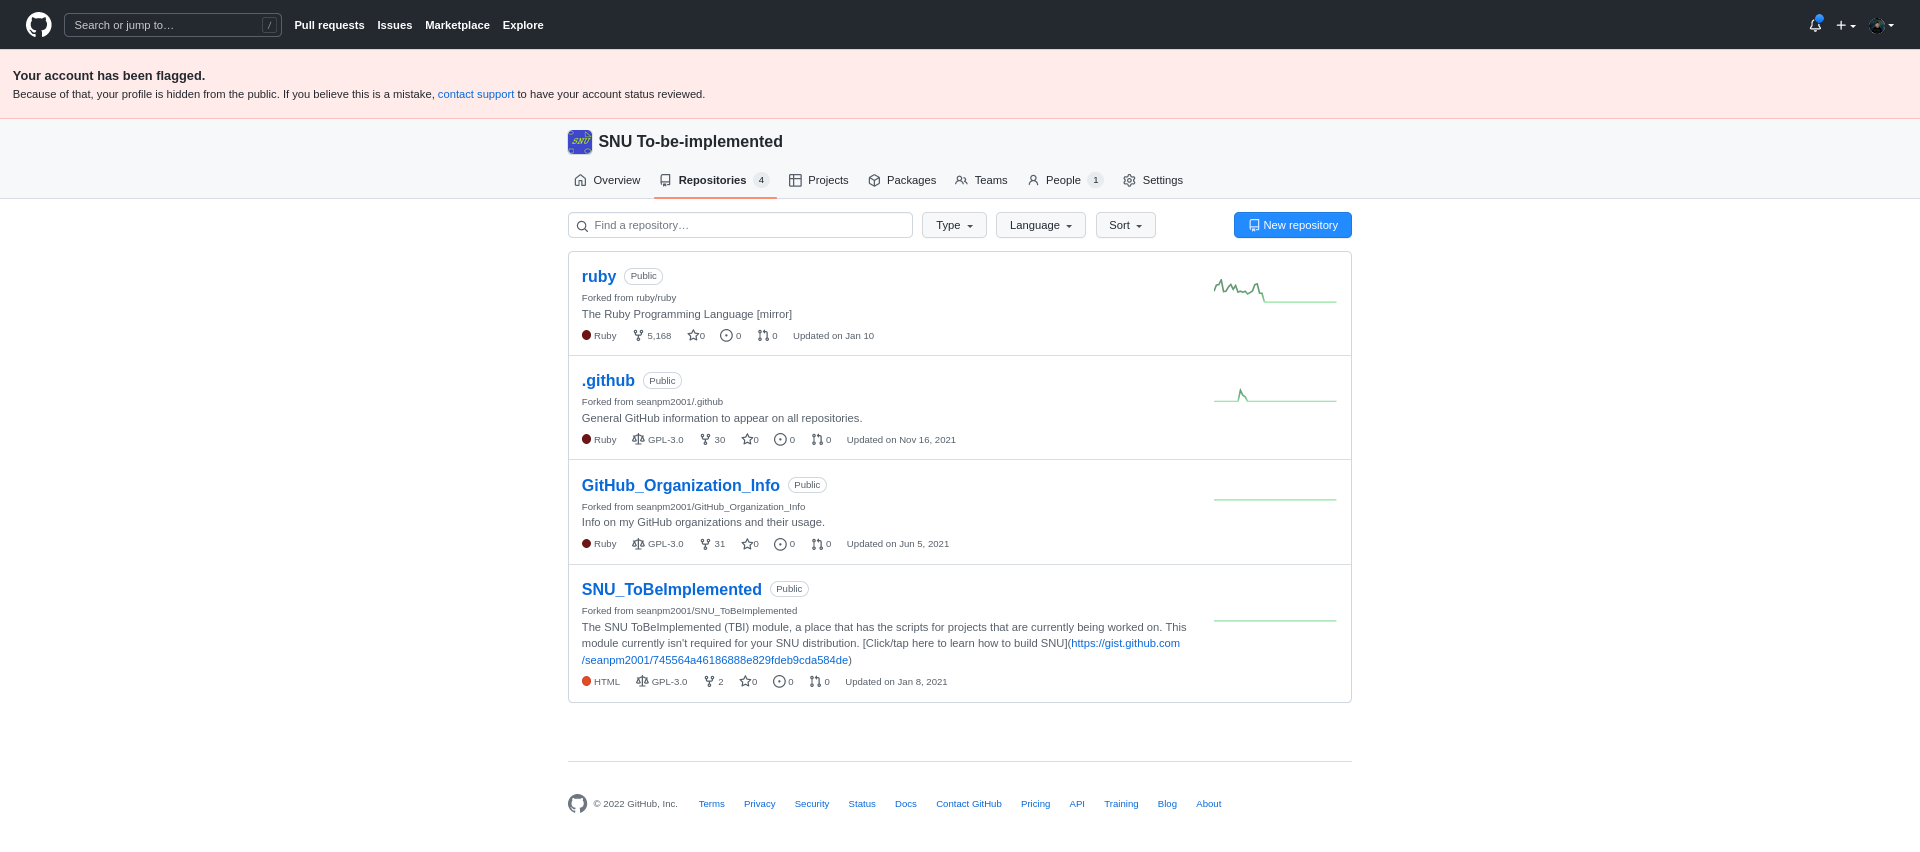 Search or jump to… /
Pull requests Issues Marketplace Explore
Your account has been flagged.
Because of that, your profile is hidden from the public. If you believe this is a mistake, contact support to have your account status reviewed.
SNU SNU To-be-implemented
Overview Repositories 4 Projects Packages Teams People 1 Settings
Find a repository… Type Language Sort New repository
ruby Public
Forked from ruby/ruby
The Ruby Programming Language [mirror]
Ruby 5,168 0 0 0 Updated on Jan 10
.github Public
Forked from seanpm2001/.github
General GitHub information to appear on all repositories.
Ruby GPL-3.0 30 0 0 0 Updated on Nov 16, 2021
GitHub_Organization_Info Public
Forked from seanpm2001/GitHub_Organization_Info
Info on my GitHub organizations and their usage.
Ruby GPL-3.0 31 0 0 0 Updated on Jun 5, 2021
SNU_ToBeImplemented Public
Forked from seanpm2001/SNU_ToBeImplemented
The SNU ToBeImplemented (TBI) module, a place that has the scripts for projects that are currently being worked on. This
module currently isn't required for your SNU distribution. [Click/tap here to learn how to build SNU](https://gist.github.com
/seanpm2001/745564a46186888e829fdeb9cda584de)
HTML GPL-3.0 2 0 0 0 Updated on Jan 8, 2021
© 2022 GitHub, Inc. Terms Privacy Security Status Docs Contact GitHub Pricing API Training Blog About